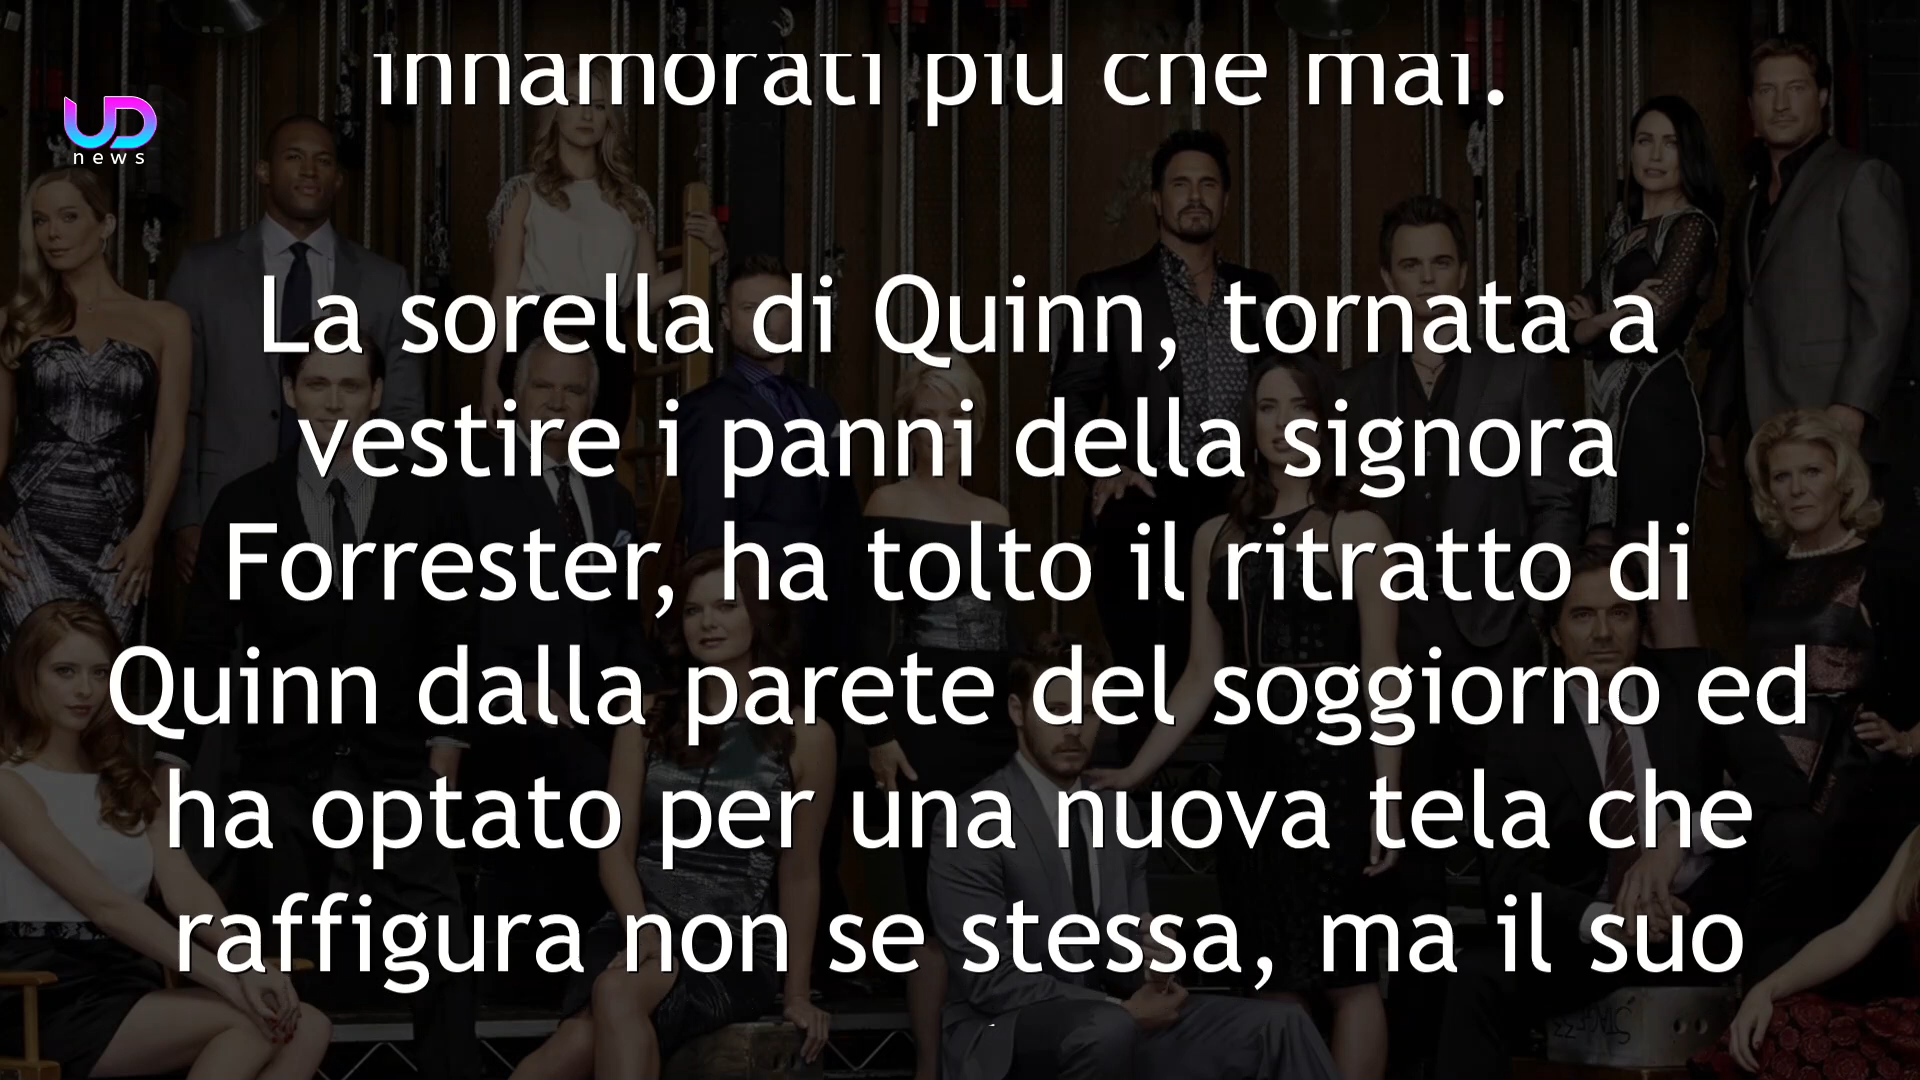 innamorati più che mai.
UD
news
La sorella di Quinn, tornata a
vestire i panni della signora
Forrester, ha tolto il ritratto di
Quinn dalla parete del soggiorno ed
ha optato per una nuova tela che
raffigura non se stessa, ma il suo